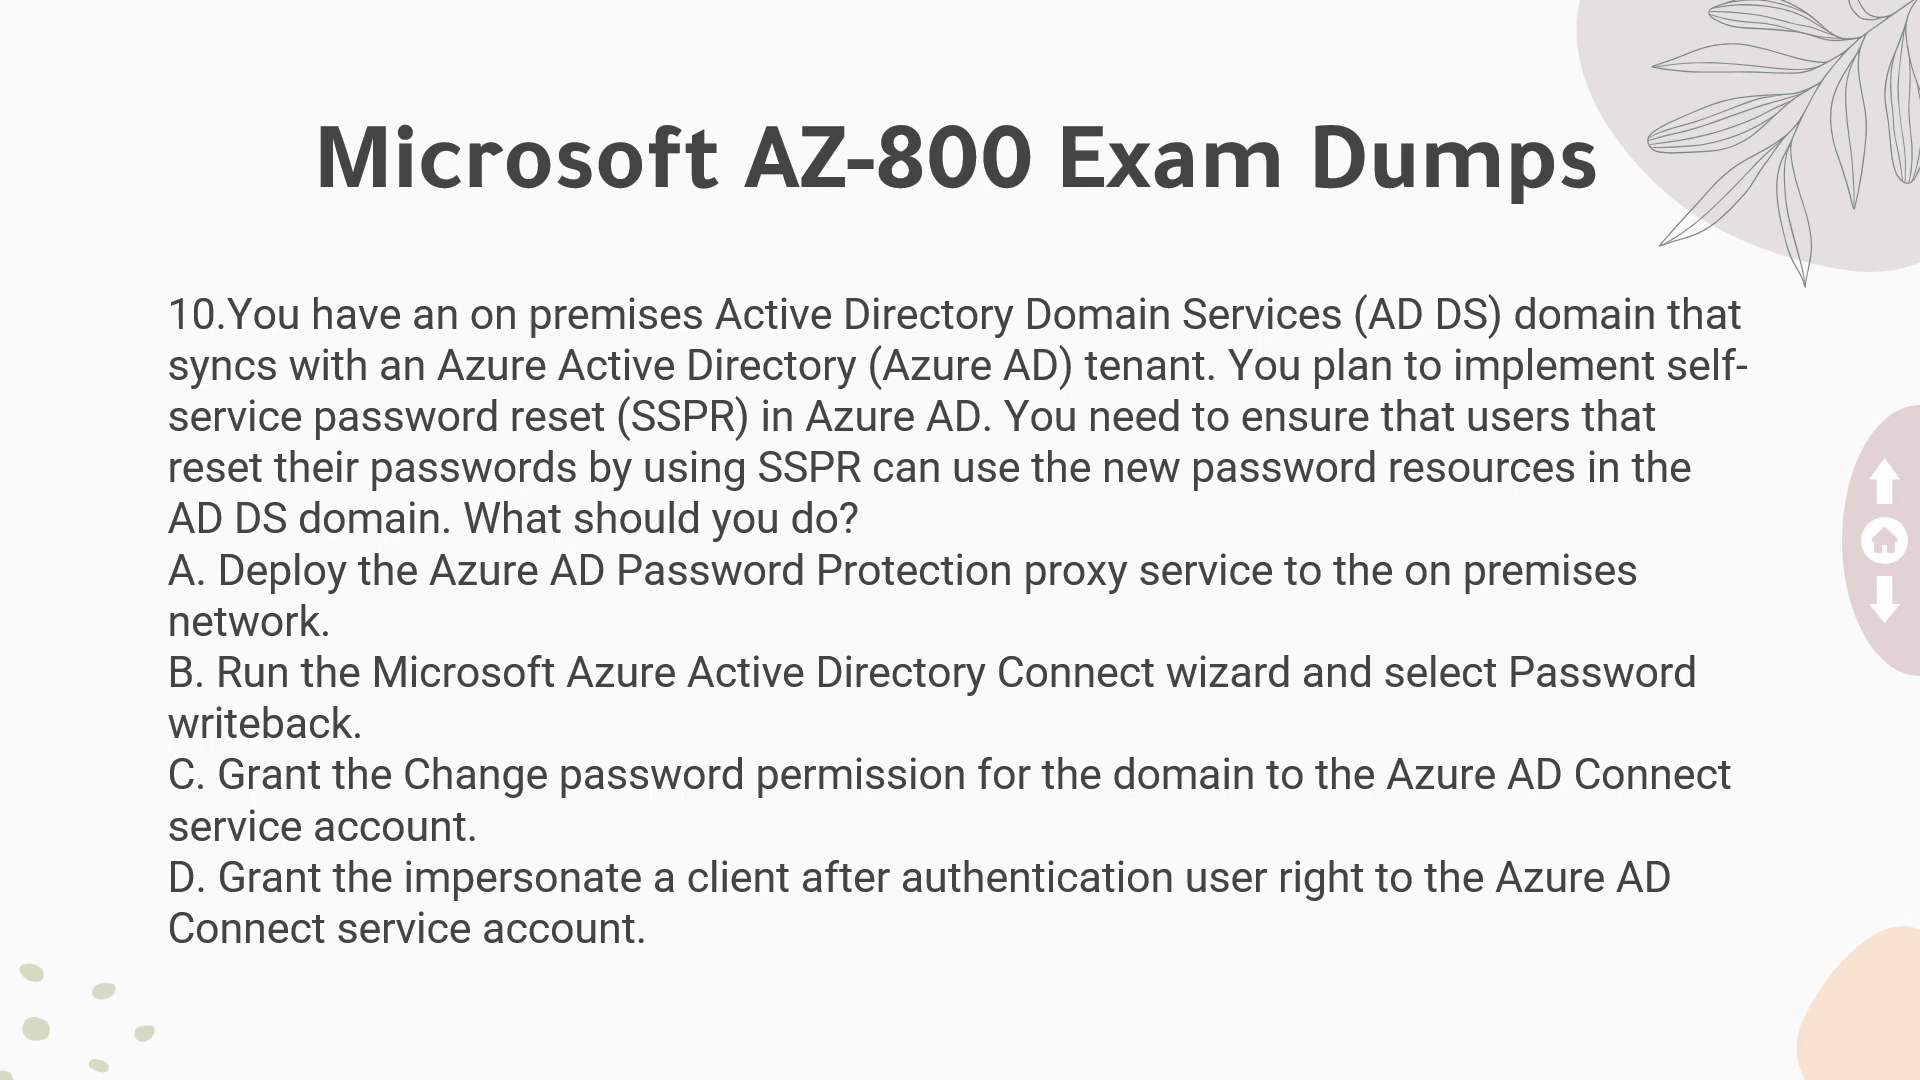 Microsoft AZ-800 Exam Dumps
10.You have an on premises Active Directory Domain Services (AD DS) domain that
syncs with an Azure Active Directory (Azure AD) tenant. You plan to implement self-
service password reset (SSPR) in Azure AD. You need to ensure that users that
reset their passwords by using SSPR can use the new password resources in the
AD DS domain. What should you do?
A. Deploy the Azure AD Password Protection proxy service to the on premises
network.
B. Run the Microsoft Azure Active Directory Connect wizard and select Password
writeback.
C. Grant the Change password permission for the domain to the Azure AD Connect
service account.
D. Grant the impersonate a client after authentication user right to the Azure AD
Connect service account.